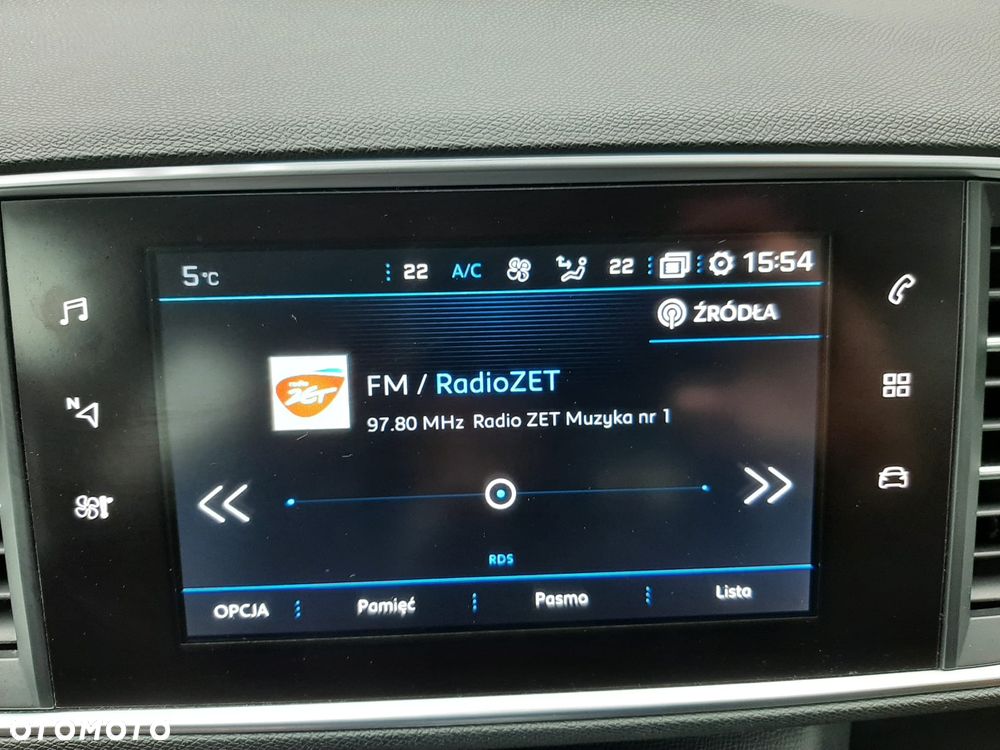 5°C 22 A/C 22 15:54
ŹRÓDŁA
radio ZET
FM / RadioZET
97.80 MHz Radio ZET Muzyka nr 1
N
RDS
OPCJA Pamięć Pasmo Lista
OTOMOTO